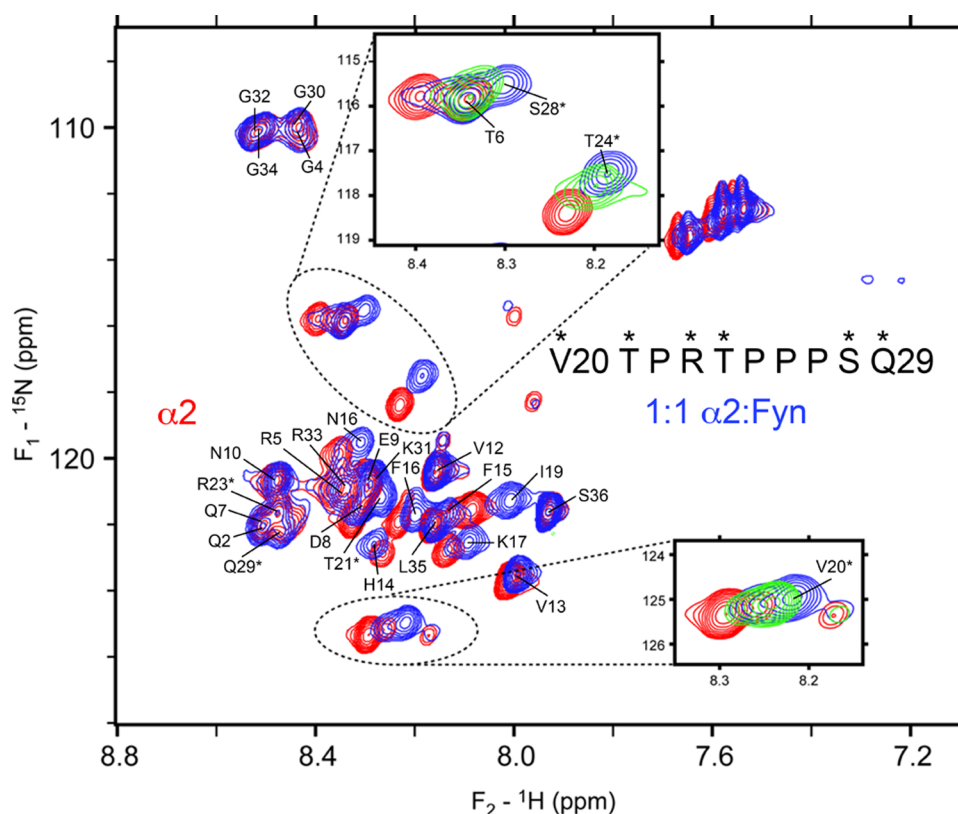 115
116
117
118
119
8.4
8.3
8.2
S28*
T6
T24*
G32
G30
G34
G4
110
120
F₁ - ¹⁵N (ppm)
* * * * * *
V20 T P R T P P P S Q29
α2
1:1 α2:Fyn
N16
R33
E9
R5
K31
N10
F16
V12
F15
I19
R23*
S36
Q7
D8
Q2
K17
T21*
L35
Q29*
H14
V13
124
125
126
V20*
8.3
8.2
8.8
8.4
8.0
7.6
7.2
F₂ - ¹H (ppm)